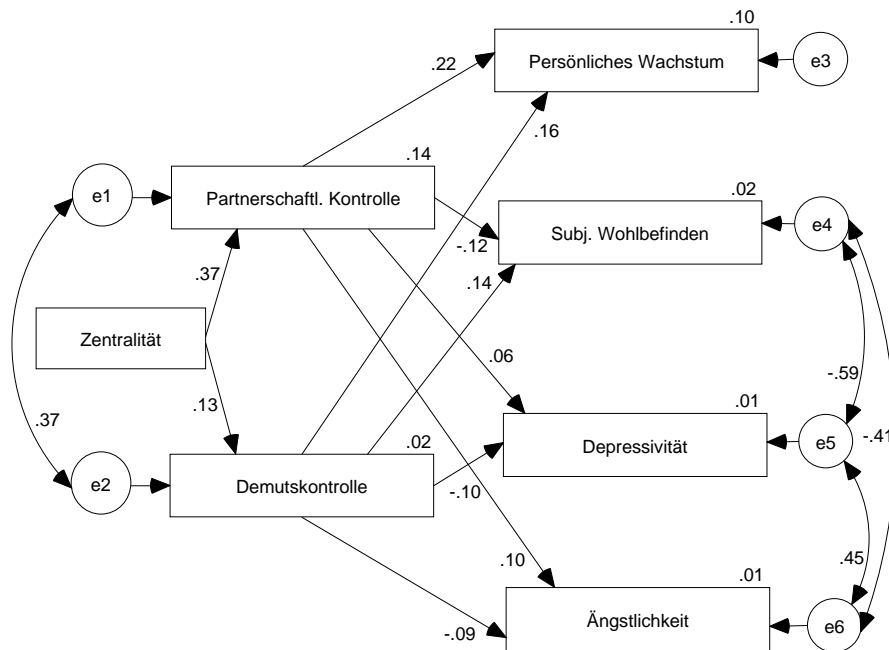 .10
Persönliches Wachstum
e3
.22
.16
.14
e1
Partnerschaftl. Kontrolle
.02
Subj. Wohlbefinden
e4
-.12
.37
.14
Zentralität
.06
-.59
.13
.01
.37
-.41
.02
Depressivität
e5
e2
Demutskontrolle
-.10
.10
.45
.01
Ängstlichkeit
e6
-.09